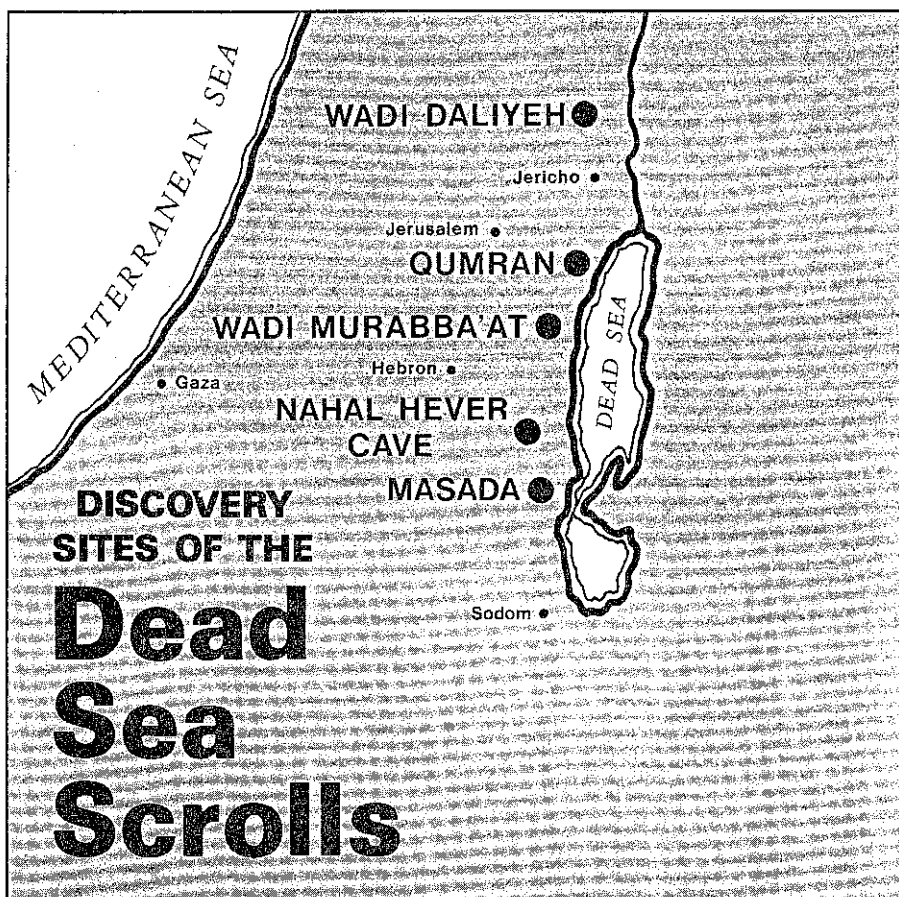 MEDITERRANEAN SEA
WADI DALIYEH
Jericho
Jerusalem
QUMRAN
WADI MURABBA'AT
DEAD SEA
Hebron
Gaza
NAHAL HEVER
CAVE
MASADA
DISCOVERY
SITES OF THE
Dead
Sea
Scrolls
Sodom